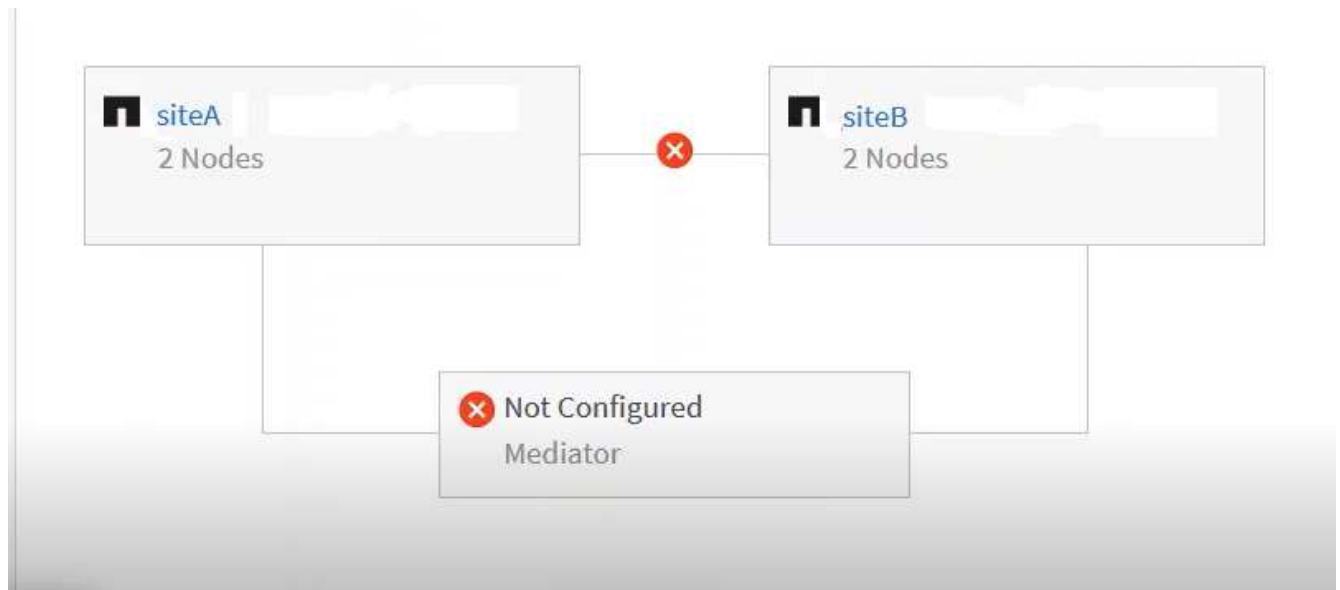 siteA
2 Nodes
siteB
2 Nodes
Not Configured
Mediator